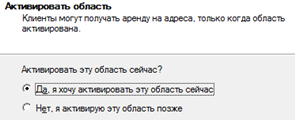 Активировать область
Клиенты могут получать аренду на адреса, только когда область
активирована.
Активировать эту область сейчас?
Да, я хочу активировать эту область сейчас
Нет, я активирую эту область позже